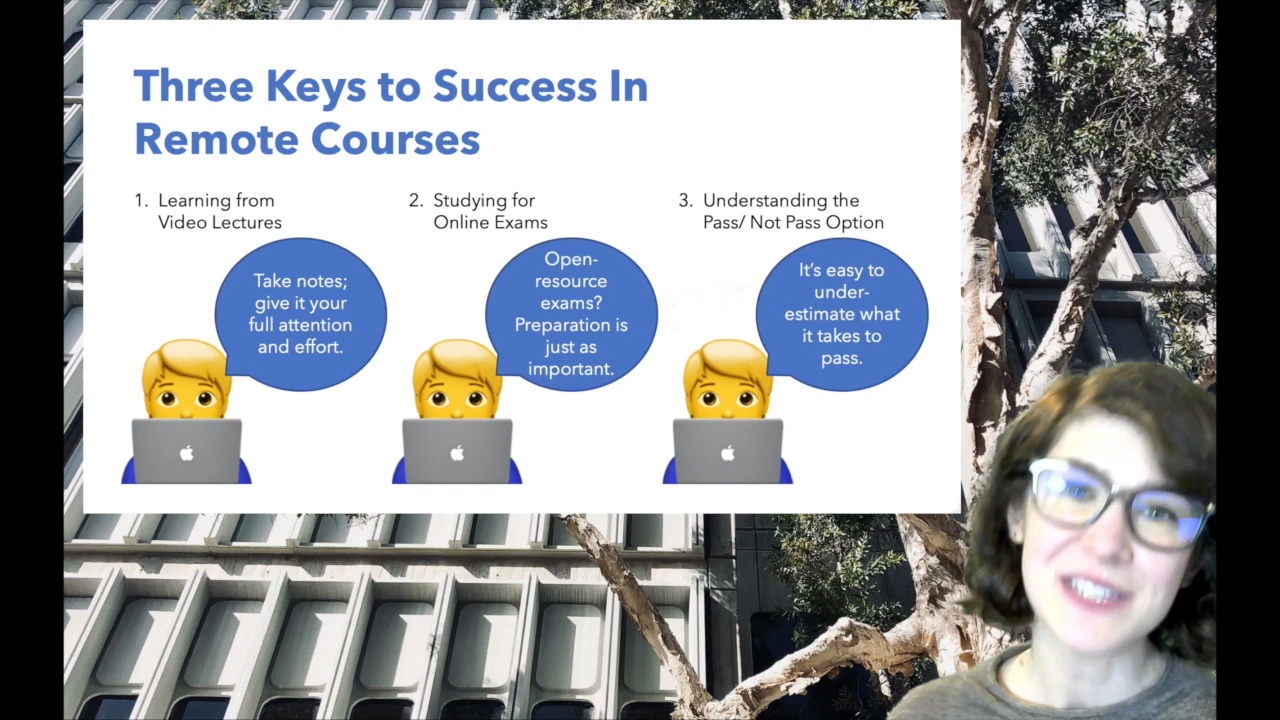 Three Keys to Success In
Remote Courses
1. Learning from
Video Lectures
Take notes;
give it your
full attention
and effort.
2. Studying for
Online Exams
Open-
resource
exams?
Preparation is
just as
important.
3. Understanding the
Pass/ Not Pass Option
It’s easy to
under-
estimate what
it takes to
pass.